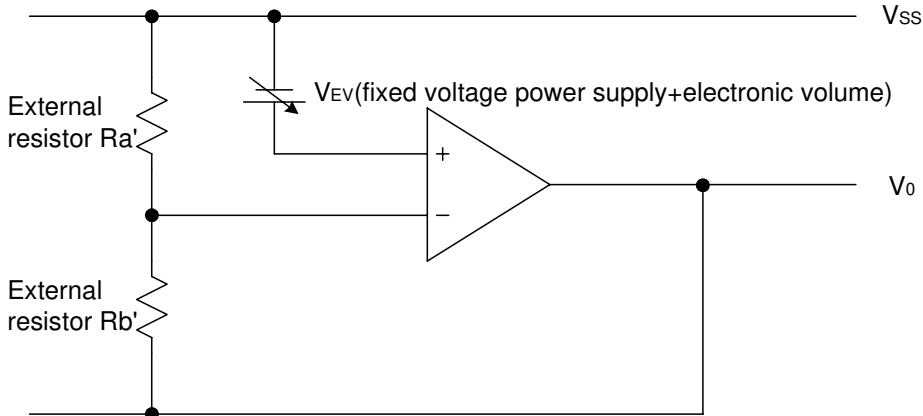 VSS
External
resistor Ra'
VEV(fixed voltage power supply+electronic volume)
+
V0
−
External
resistor Rb'